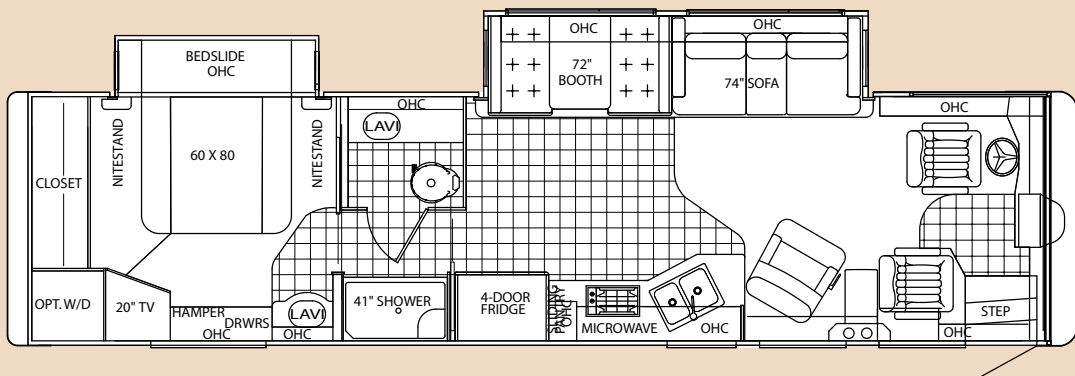 BEDSLIDE
OHC
OHC
72"
BOOTH
OHC
74" SOFA
OHC
LAVI
OHC
NITESTAND
60 X 80
NITESTAND
CLOSET
OPT. W/D
20" TV
HAMPER
DRWRS
OHC
OHC
LAVI
41" SHOWER
4-DOOR
FRIDGE
SLIDING
PANTRY
OHC
MICROWAVE
OHC
STEP
OHC